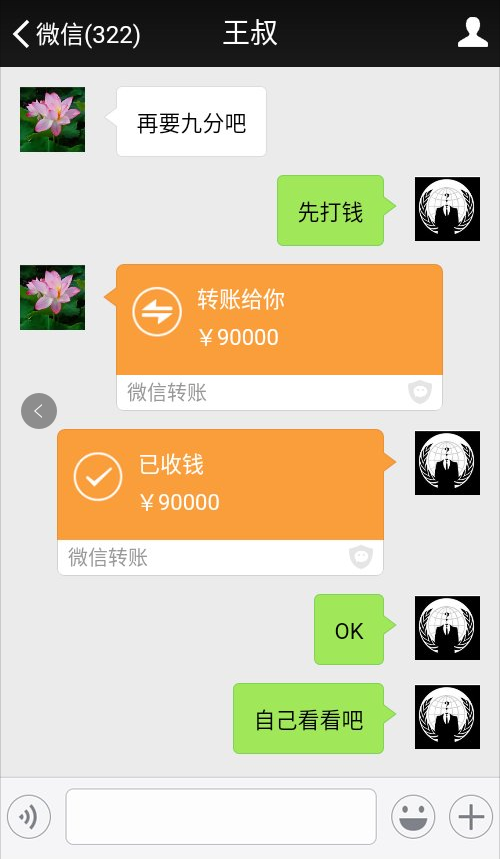 微信(322)
王叔
再要九分吧
先打钱
转账给你
￥90000
微信转账
已收钱
￥90000
微信转账
OK
自己看看吧